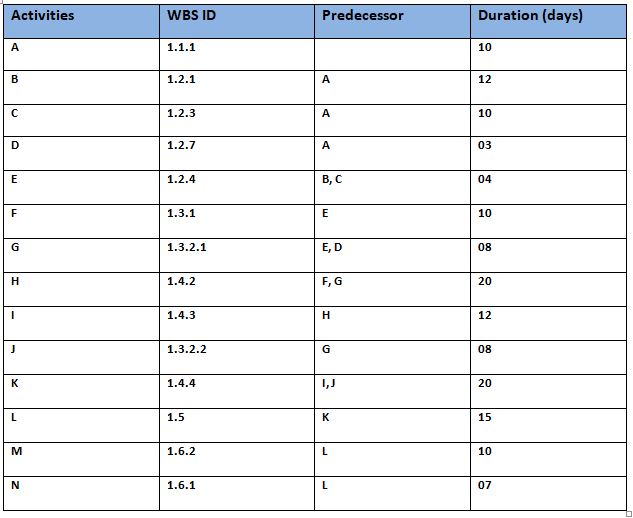 Activities WBS ID Predecessor Duration (days)
A 1.1.1 10
B 1.2.1 A 12
C 1.2.3 A 10
D 1.2.7 A 03
E 1.2.4 B, C 04
F 1.3.1 E 10
G 1.3.2.1 E, D 08
H 1.4.2 F, G 20
I 1.4.3 H 12
J 1.3.2.2 G 08
K 1.4.4 I, J 20
L 1.5 K 15
M 1.6.2 L 10
N 1.6.1 L 07